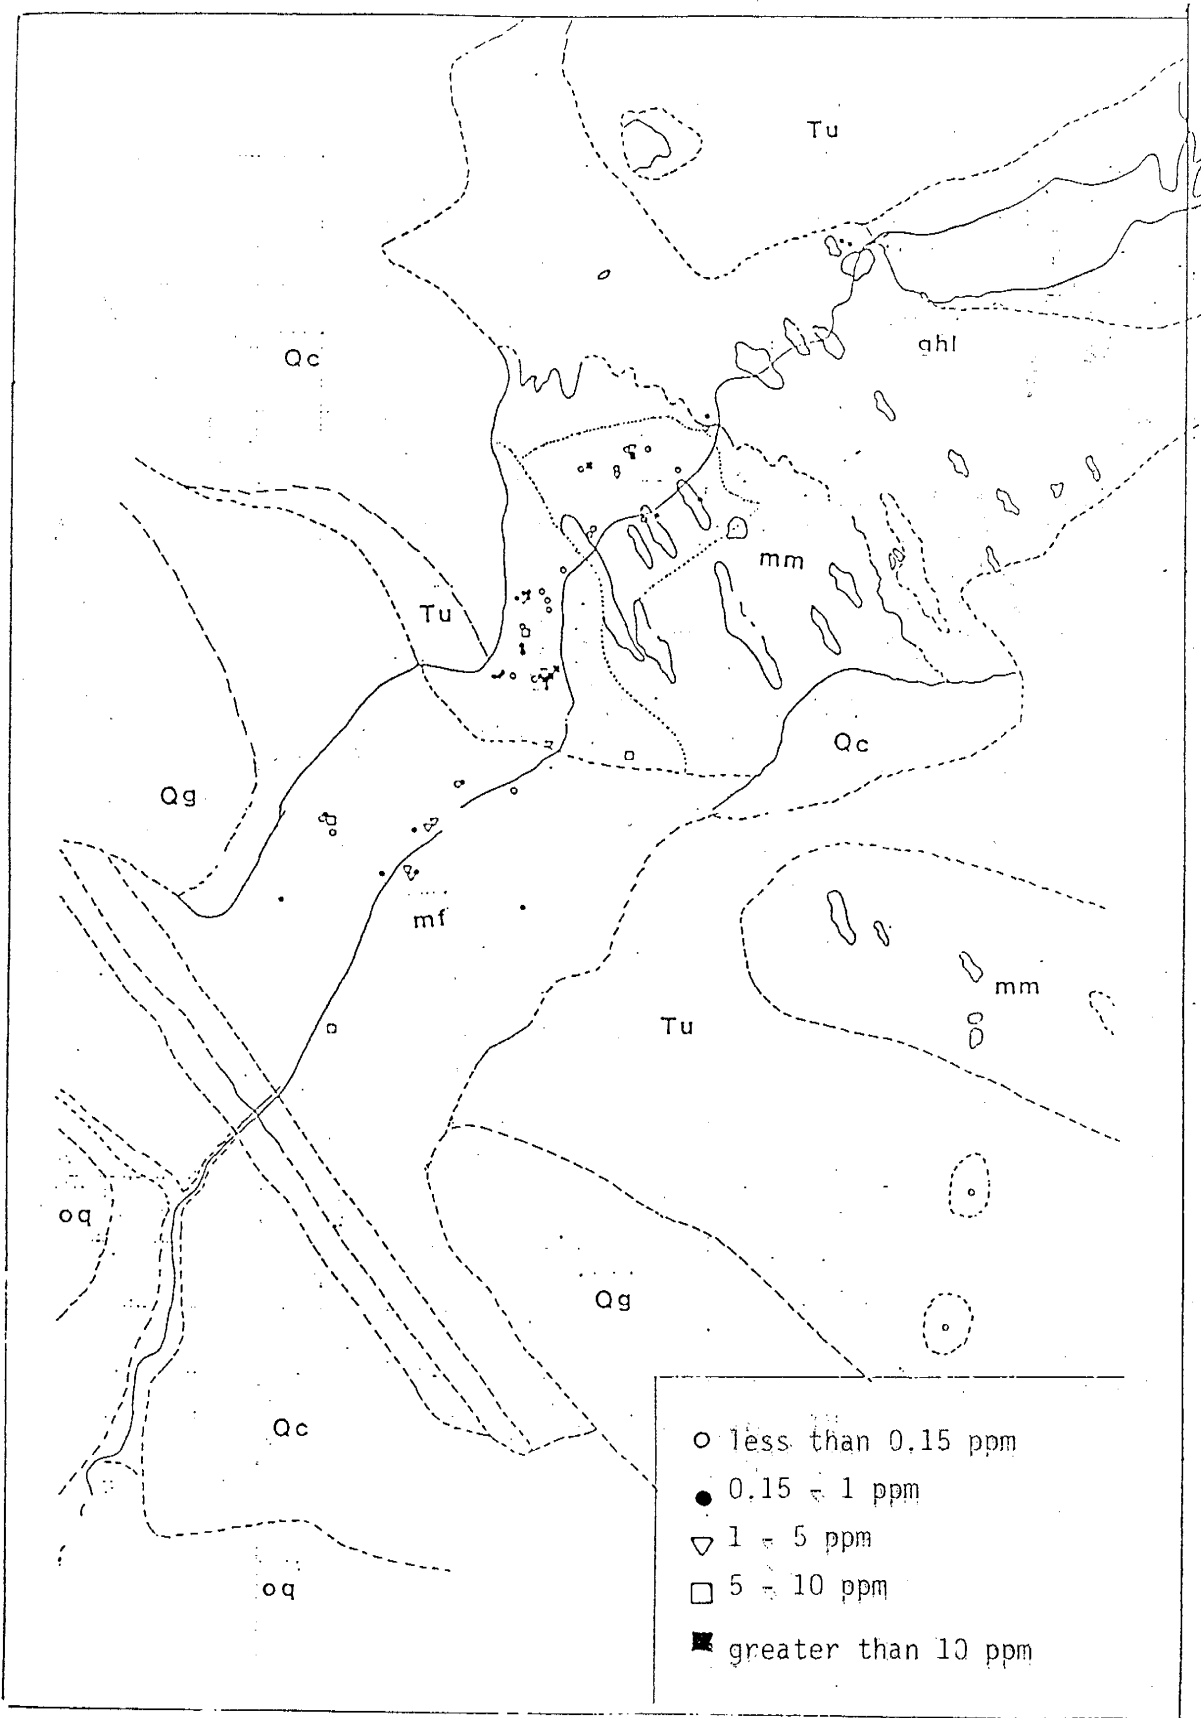 Tu
Qc
ghl
mm
Tu
Qc
Qg
mf
mm
Tu
oq
Qg
Qc
oq
less than 0.15 ppm
0.15 - 1 ppm
1 - 5 ppm
5 - 10 ppm
greater than 10 ppm